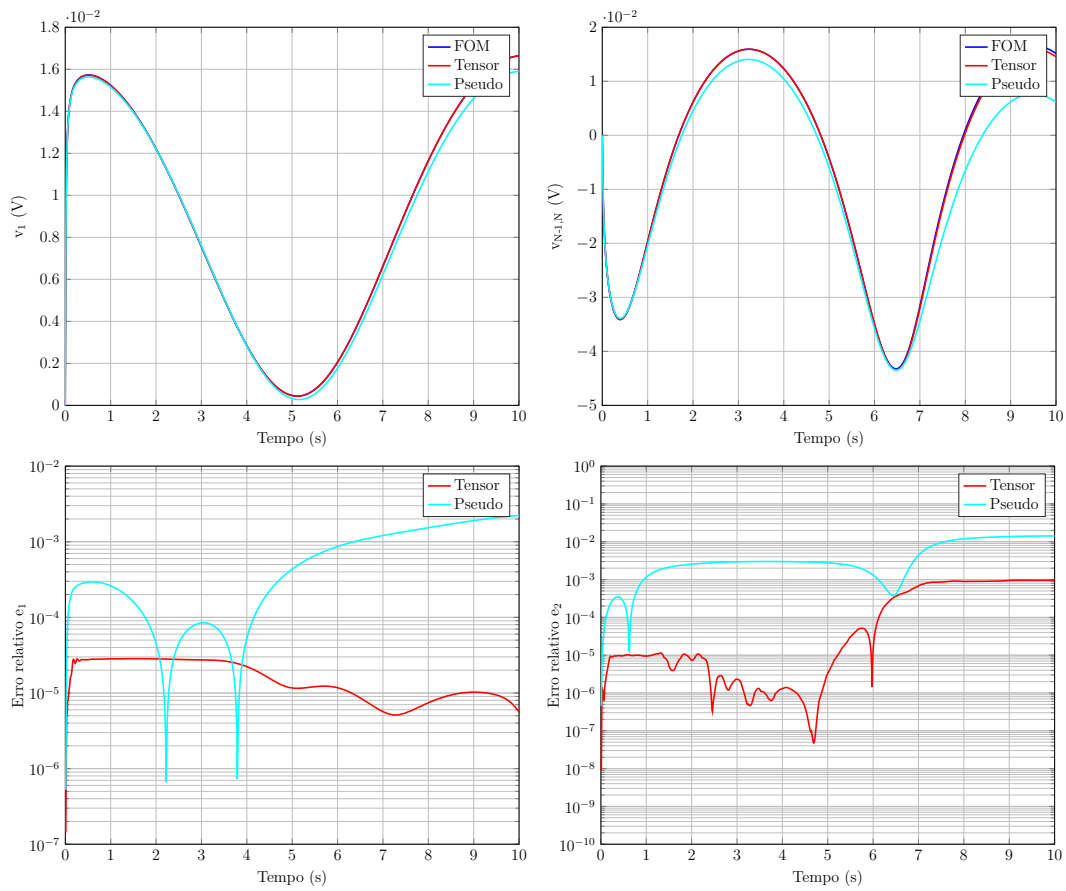 ·10⁻²
1.8
1.6
1.4
1.2
1
0.8
0.6
0.4
0.2
0
v₁ (V)
FOM
Tensor
Pseudo
0 1 2 3 4 5 6 7 8 9 10
Tempo (s)
·10⁻²
2
1
0
−1
−2
−3
−4
−5
v_N-1,N (V)
FOM
Tensor
Pseudo
0 1 2 3 4 5 6 7 8 9 10
Tempo (s)
10⁻²
10⁻³
10⁻⁴
10⁻⁵
10⁻⁶
10⁻⁷
Erro relativo e₁
Tensor
Pseudo
0 1 2 3 4 5 6 7 8 9 10
Tempo (s)
10⁰
10⁻¹
10⁻²
10⁻³
10⁻⁴
10⁻⁵
10⁻⁶
10⁻⁷
10⁻⁸
10⁻⁹
10⁻¹⁰
Erro relativo e₂
Tensor
Pseudo
0 1 2 3 4 5 6 7 8 9 10
Tempo (s)